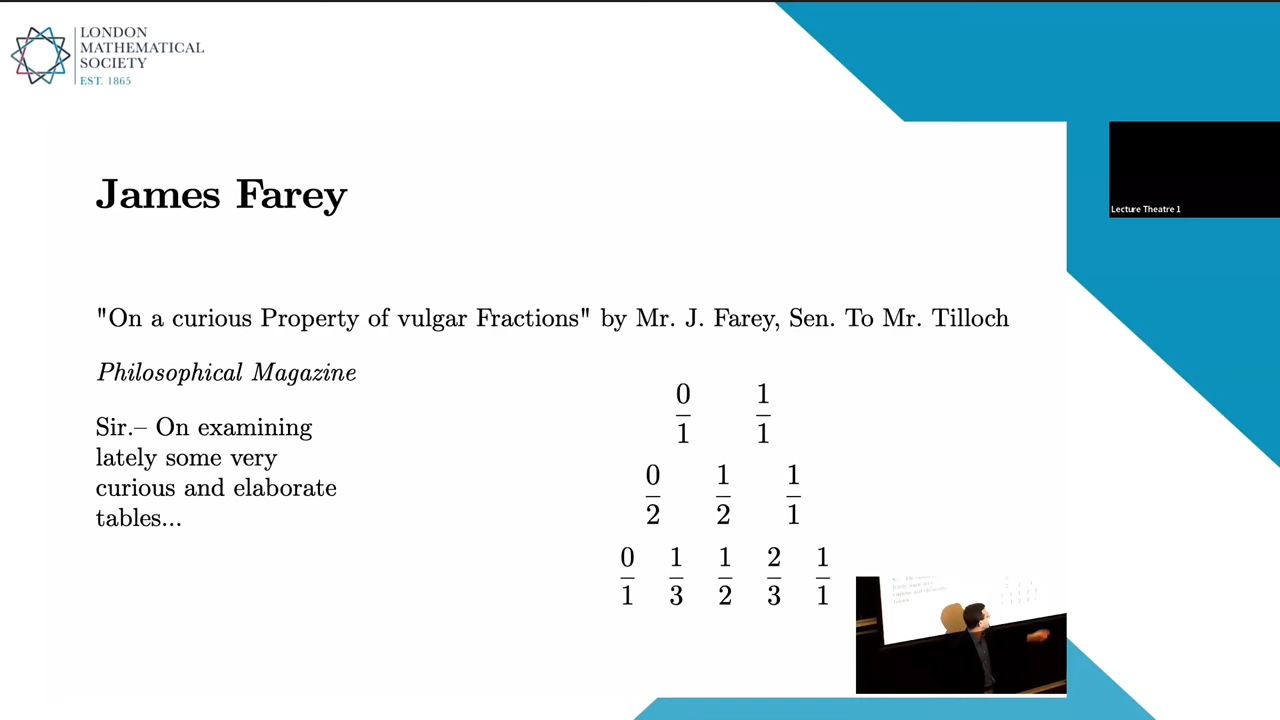 LONDON
MATHEMATICAL
SOCIETY
EST. 1865
Lecture Theatre 1
James Farey
"On a curious Property of vulgar Fractions" by Mr. J. Farey, Sen. To Mr. Tilloch
Philosophical Magazine
Sir.– On examining
lately some very
curious and elaborate
tables...
0/1 1/1
0/2 1/2 1/1
0/1 1/3 1/2 2/3 1/1